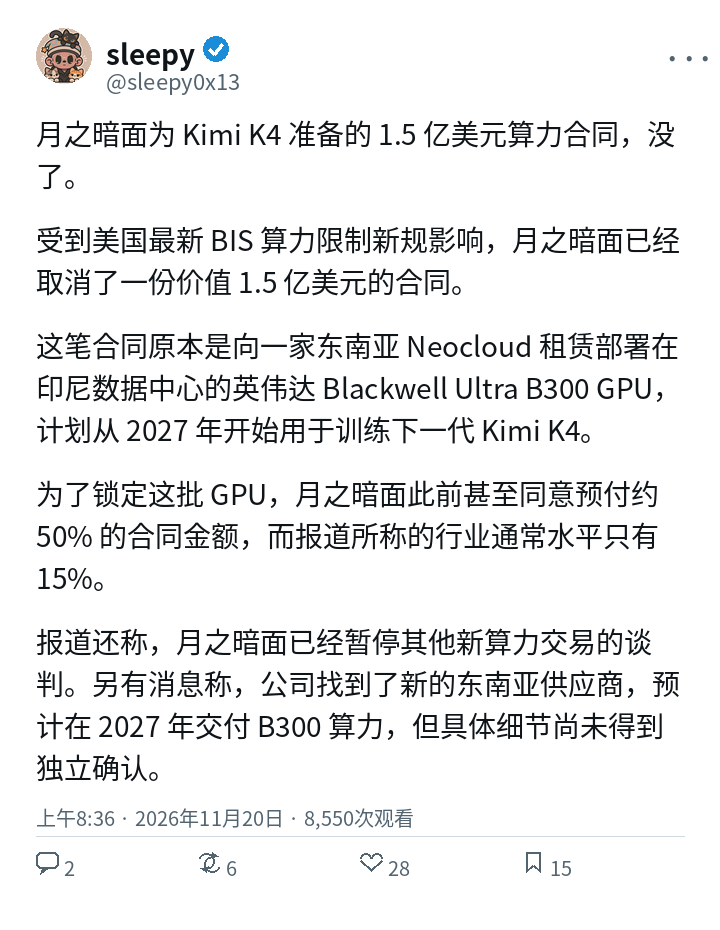 sleepy
@sleepy0x13
月之暗面为 Kimi K4 准备的 1.5 亿美元算力合同，没
了。
受到美国最新 BIS 算力限制新规影响，月之暗面已经
取消了一份价值 1.5 亿美元的合同。
这笔合同原本是向一家东南亚 Neocloud 租赁部署在
印尼数据中心的英伟达 Blackwell Ultra B300 GPU，
计划从 2027 年开始用于训练下一代 Kimi K4。
为了锁定这批 GPU，月之暗面此前甚至同意预付约
50% 的合同金额，而报道所称的行业通常水平只有
15%。
报道还称，月之暗面已经暂停其他新算力交易的谈
判。另有消息称，公司找到了新的东南亚供应商，预
计在 2027 年交付 B300 算力，但具体细节尚未得到
独立确认。
上午8:36 · 2026年11月20日 · 8,550次观看
2 6 28 15